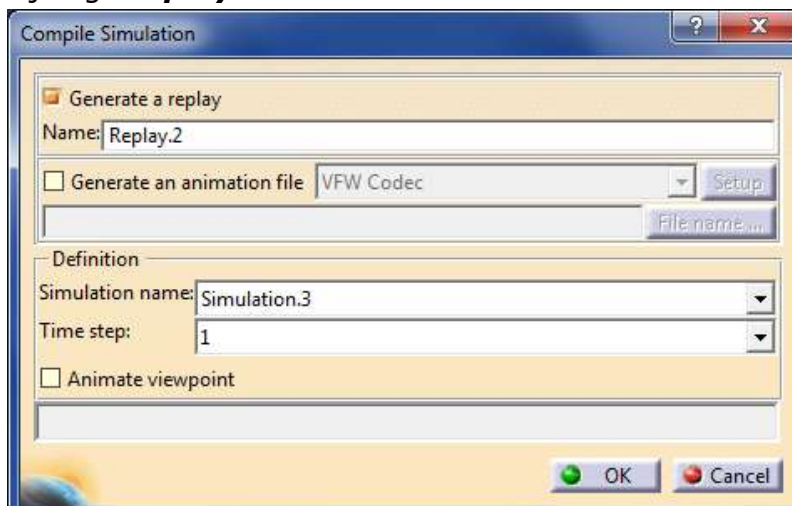 Compile Simulation
Generate a replay
Name: Replay.2
Generate an animation file VFW Codec Setup
File name ...
Definition
Simulation name: Simulation.3
Time step: 1
Animate viewpoint
OK Cancel